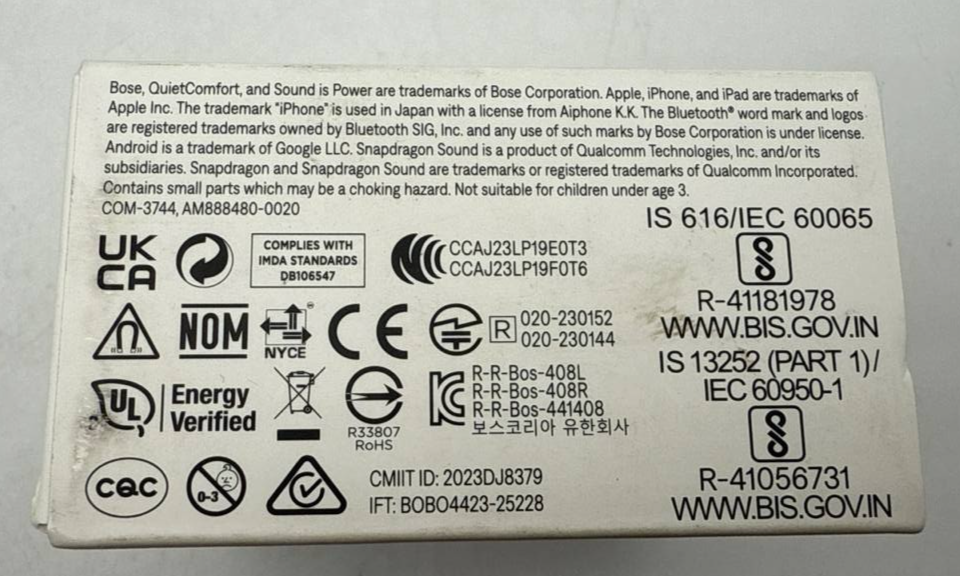 Bose, QuietComfort, and Sound is Power are trademarks of Bose Corporation. Apple, iPhone, and iPad are trademarks of
Apple Inc. The trademark "iPhone" is used in Japan with a license from Aiphone K.K. The Bluetooth® word mark and logos
are registered trademarks owned by Bluetooth SIG, Inc. and any use of such marks by Bose Corporation is under license.
Android is a trademark of Google LLC. Snapdragon Sound is a product of Qualcomm Technologies, Inc. and/or its
subsidiaries. Snapdragon and Snapdragon Sound are trademarks or registered trademarks of Qualcomm Incorporated.
Contains small parts which may be a choking hazard. Not suitable for children under age 3.
COM-3744, AM888480-0020
UK
CA
COMPLIES WITH
IMDA STANDARDS
DB106547
CCAJ23LP19E0T3
CCAJ23LP19F0T6
NOM
NYCE
CE
R
020-230152
020-230144
UL
Energy
Verified
R33807
RoHS
R-R-Bos-408L
R-R-Bos-408R
R-R-Bos-441408
보스코리아 유한회사
CQC
0-3
CMIIT ID: 2023DJ8379
IFT: BOBO4423-25228
IS 616/IEC 60065
R-41181978
WWW.BIS.GOV.IN
IS 13252 (PART 1)/
IEC 60950-1
R-41056731
WWW.BIS.GOV.IN